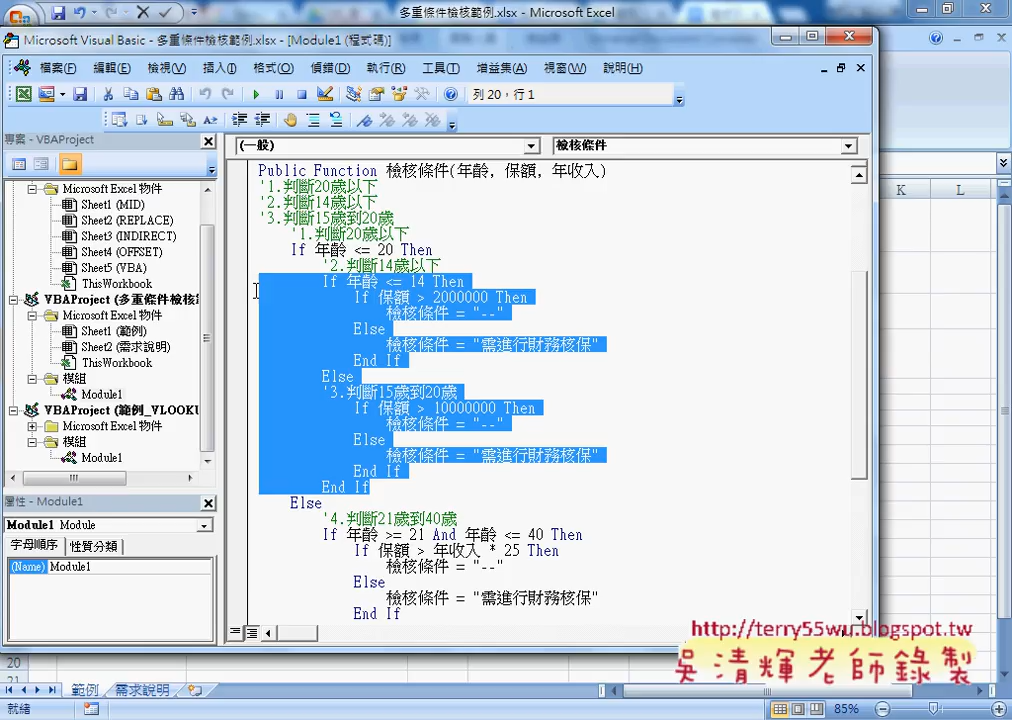 多重條件檢核範例.xlsx - Microsoft Excel
Microsoft Visual Basic - 多重條件檢核範例.xlsx - [Module1 (程式碼)]
檔案(F) 編輯(E) 檢視(V) 插入(I) 格式(O) 偵錯(D) 執行(R) 工具(T) 增益集(A) 視窗(W) 說明(H)
列 20，行 1
專案 - VBAProject
(一般)
檢核條件
Microsoft Excel 物件
Sheet1 (MID)
Sheet2 (REPLACE)
Sheet3 (INDIRECT)
Sheet4 (OFFSET)
Sheet5 (VBA)
ThisWorkbook
VBAProject (多重條件檢核
Microsoft Excel 物件
Sheet1 (範例)
Sheet2 (需求說明)
ThisWorkbook
模組
Module1
VBAProject (範例_VLOOKU
Microsoft Excel 物件
模組
Module1
屬性 - Module1
Module1 Module
字母順序 性質分類
(Name) Module1
Public Function 檢核條件(年齡, 保額, 年收入)
'1.判斷20歲以下
'2.判斷14歲以下
'3.判斷15歲到20歲
'1.判斷20歲以下
If 年齡 <= 20 Then
'2.判斷14歲以下
If 年齡 <= 14 Then
If 保額 > 2000000 Then
檢核條件 = "--"
Else
檢核條件 = "需進行財務核保"
End If
Else
'3.判斷15歲到20歲
If 保額 > 10000000 Then
檢核條件 = "--"
Else
檢核條件 = "需進行財務核保"
End If
End If
Else
'4.判斷21歲到40歲
If 年齡 >= 21 And 年齡 <= 40 Then
If 保額 > 年收入 * 25 Then
檢核條件 = "--"
Else
檢核條件 = "需進行財務核保"
End If
K L
http://terry55wu.blogspot.tw
吳清輝老師錄製
20
21
範例 需求說明
就緒
85%